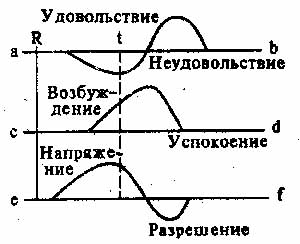 Удовольствие
R t
a b
Неудовольствие
Возбуж-
дение
c d
Успокоение
Напряже-
ние
e f
Разрешение